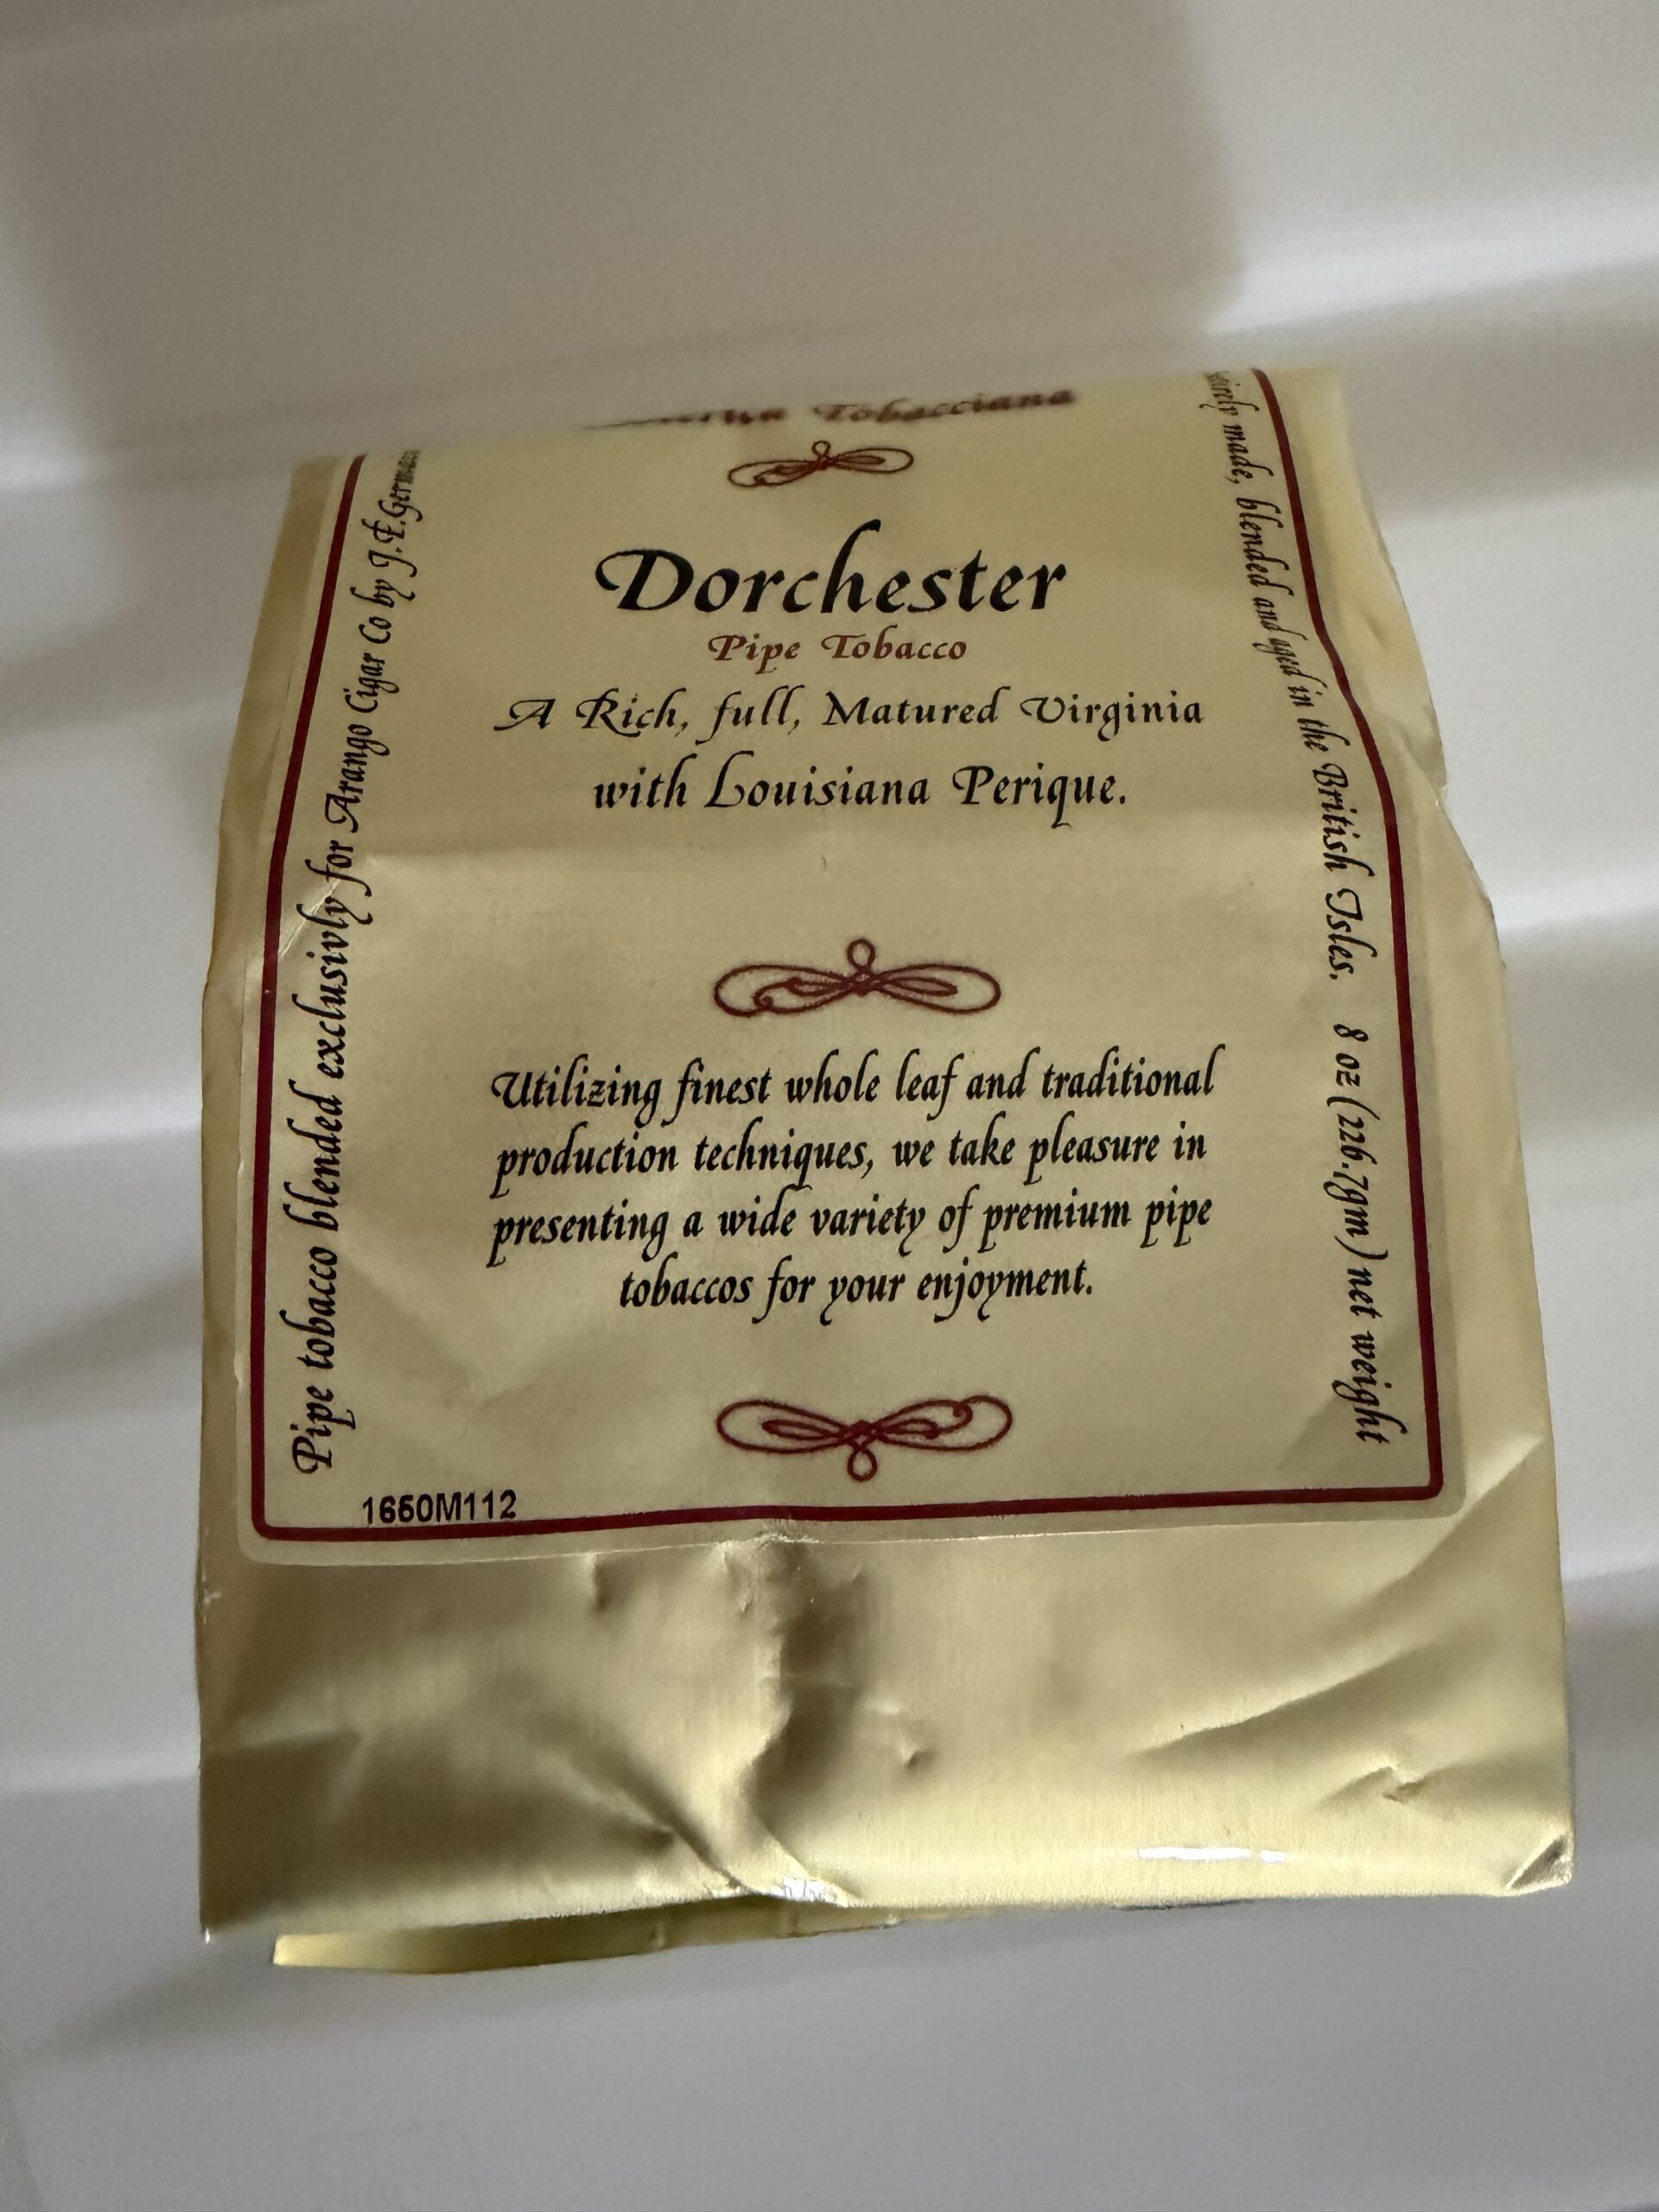 Tobacciana
Dorchester
Pipe Tobacco
A Rich, full, Matured Virginia
with Louisiana Perique.
Utilizing finest whole leaf and traditional
production techniques, we take pleasure in
presenting a wide variety of premium pipe
tobaccos for your enjoyment.
Pipe tobacco blended exclusivly for Arango Cigar Co by J.F. Germain
made, blended and aged in the British Isles. 8 oz (226.7gm) net weight
1660M112